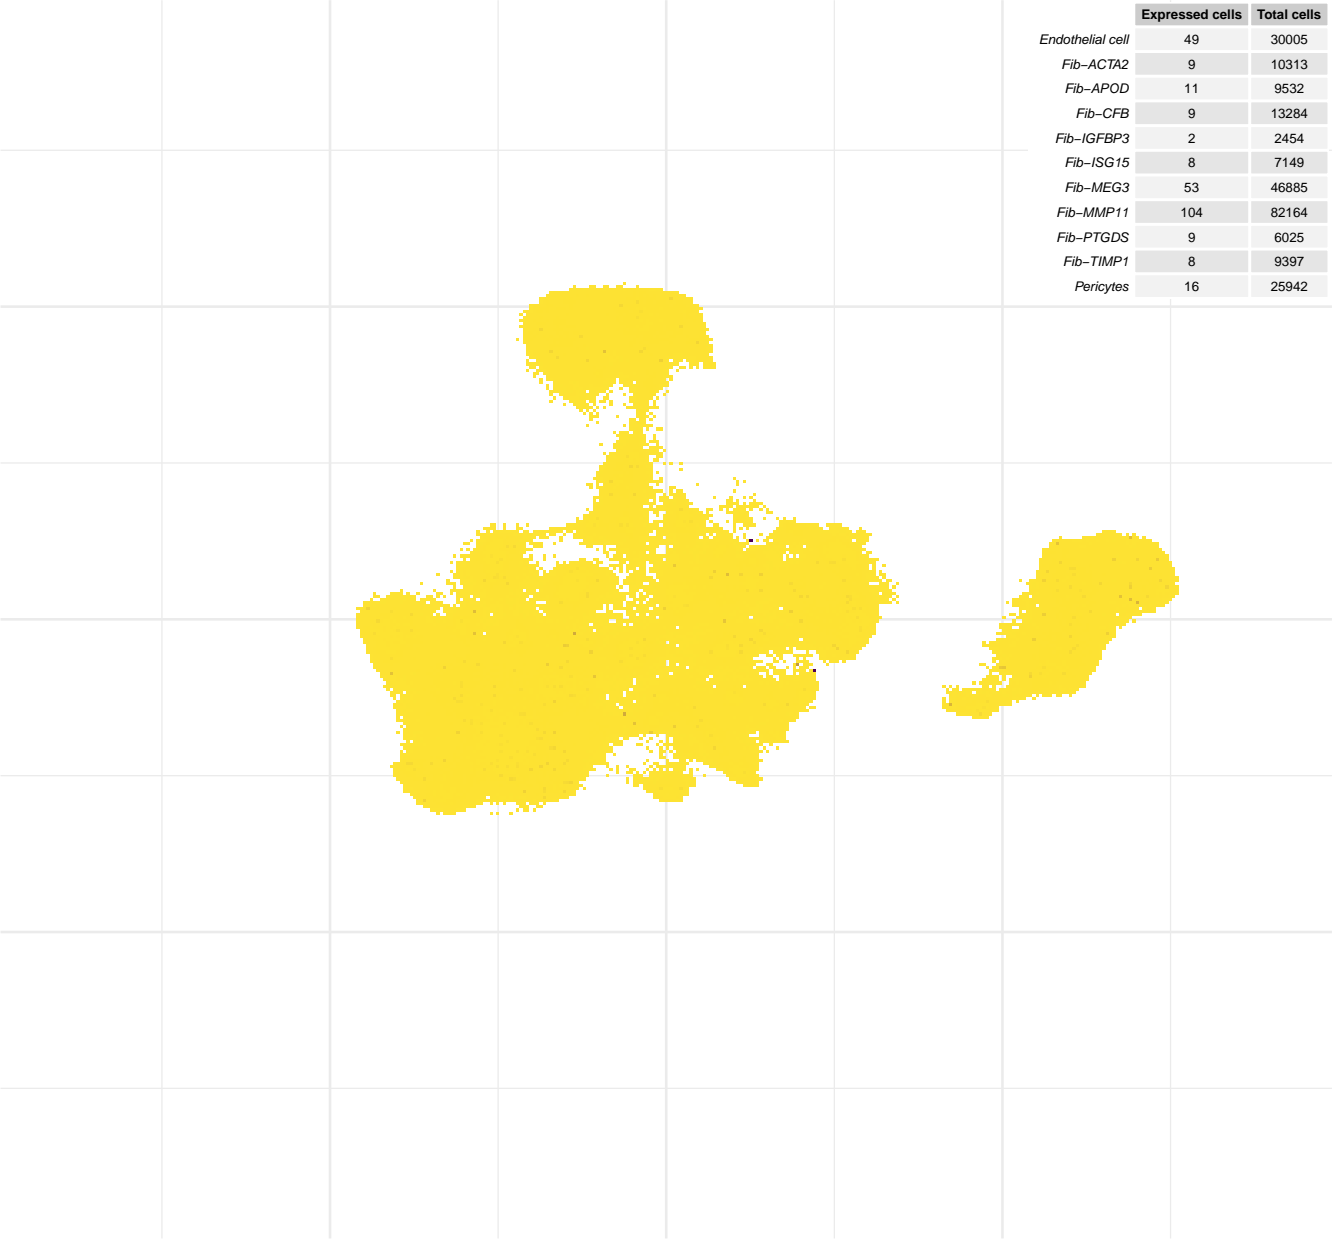 Expressed cells Total cells
Endothelial cell 49 30005
Fib−ACTA2 9 10313
Fib−APOD 11 9532
Fib−CFB 9 13284
Fib−IGFBP3 2 2454
Fib−ISG15 8 7149
Fib−MEG3 53 46885
Fib−MMP11 104 82164
Fib−PTGDS 9 6025
Fib−TIMP1 8 9397
Pericytes 16 25942